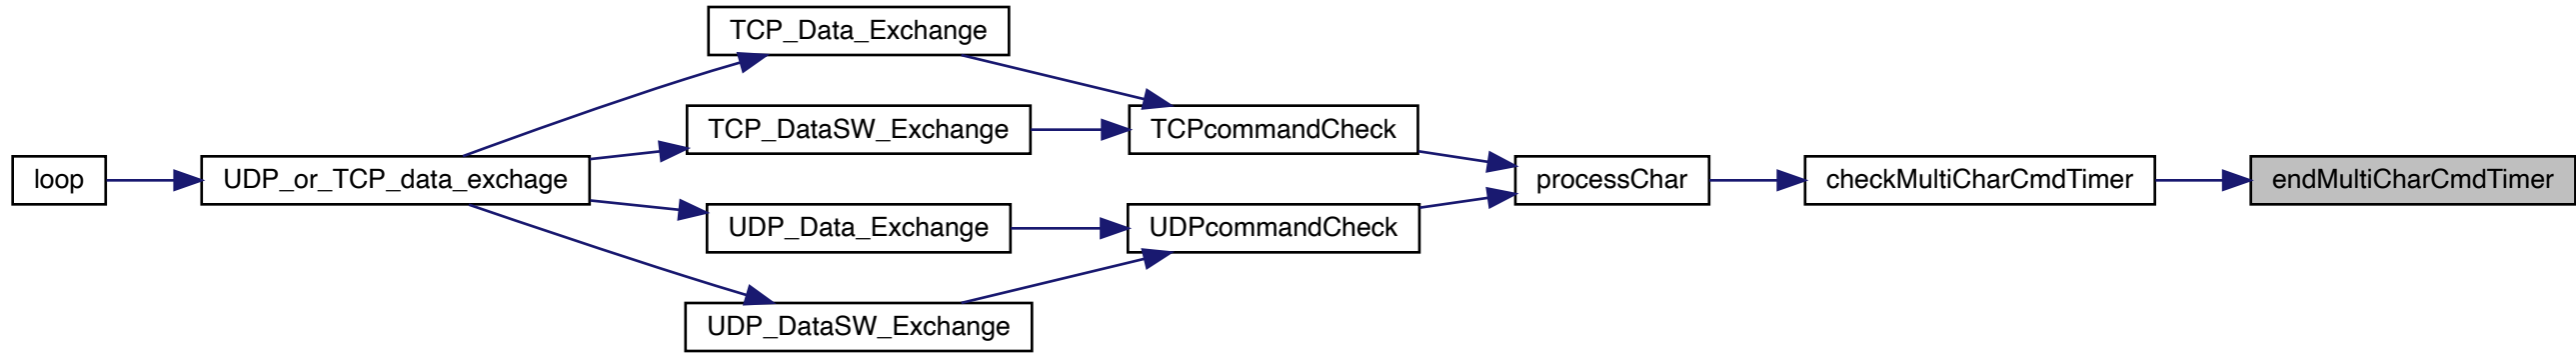 loop
UDP_or_TCP_data_exchage
TCP_Data_Exchange
TCP_DataSW_Exchange
UDP_Data_Exchange
UDP_DataSW_Exchange
TCPcommandCheck
UDPcommandCheck
processChar
checkMultiCharCmdTimer
endMultiCharCmdTimer